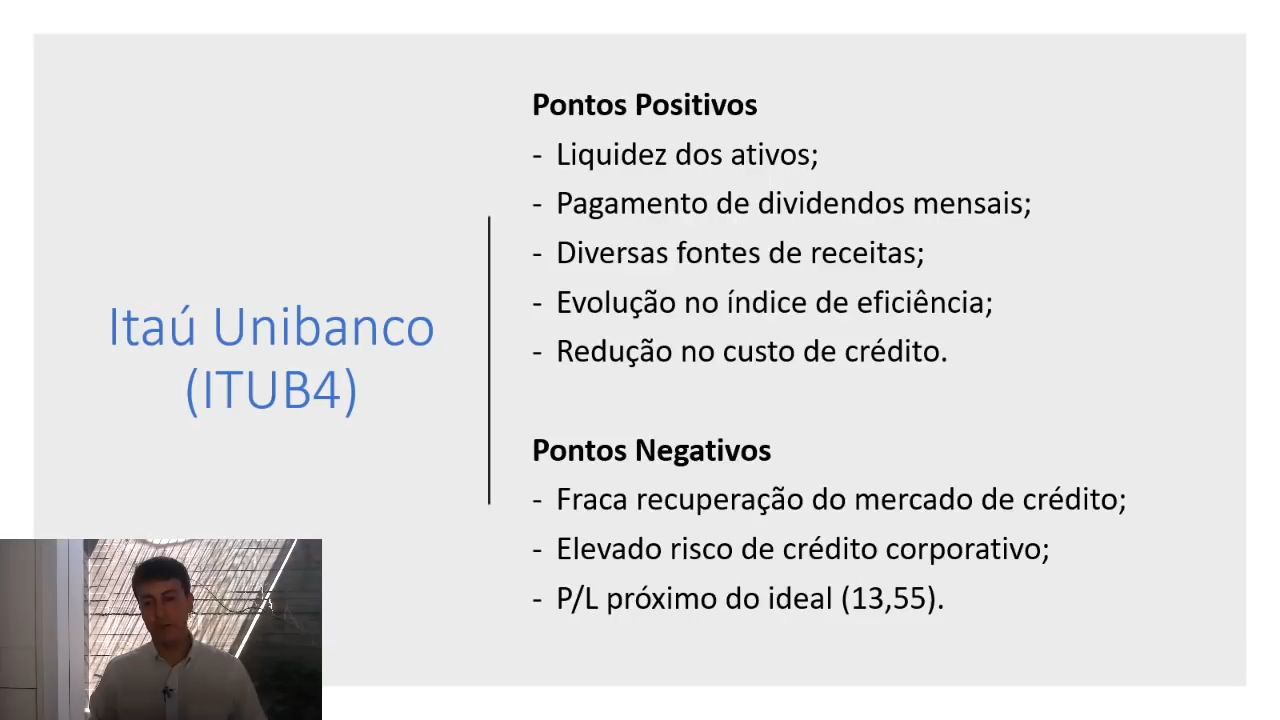 Itaú Unibanco
(ITUB4)
Pontos Positivos
- Liquidez dos ativos;
- Pagamento de dividendos mensais;
- Diversas fontes de receitas;
- Evolução no índice de eficiência;
- Redução no custo de crédito.
Pontos Negativos
- Fraca recuperação do mercado de crédito;
- Elevado risco de crédito corporativo;
- P/L próximo do ideal (13,55).